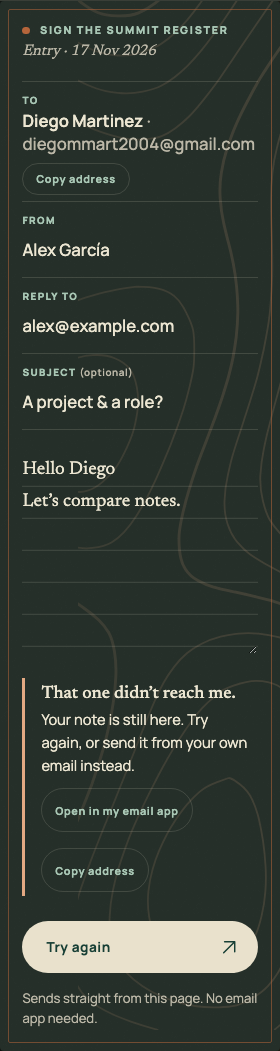 SIGN THE SUMMIT REGISTER
Entry · 17 Nov 2026
TO
Diego Martinez ·
diegommart2004@gmail.com
Copy address
FROM
Alex García
REPLY TO
alex@example.com
SUBJECT (optional)
A project & a role?
Hello Diego
Let’s compare notes.
That one didn’t reach me.
Your note is still here. Try
again, or send it from your own
email instead.
Open in my email app
Copy address
Try again
Sends straight from this page. No email
app needed.